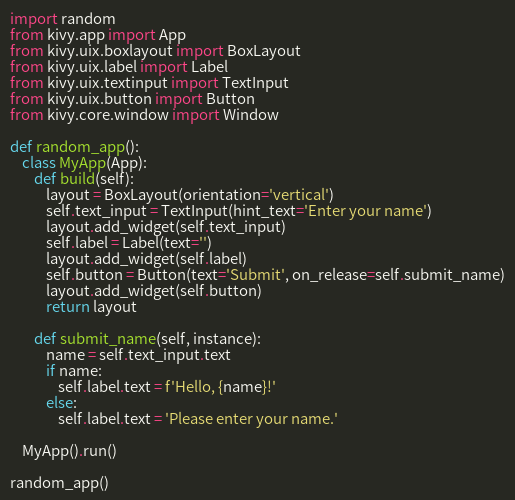 import random
from kivy.app import App
from kivy.uix.boxlayout import BoxLayout
from kivy.uix.label import Label
from kivy.uix.textinput import TextInput
from kivy.uix.button import Button
from kivy.core.window import Window

def random_app():
    class MyApp(App):
        def build(self):
            layout = BoxLayout(orientation='vertical')
            self.text_input = TextInput(hint_text='Enter your name')
            layout.add_widget(self.text_input)
            self.label = Label(text='')
            layout.add_widget(self.label)
            self.button = Button(text='Submit', on_release=self.submit_name)
            layout.add_widget(self.button)
            return layout

        def submit_name(self, instance):
            name = self.text_input.text
            if name:
                self.label.text = f'Hello, {name}!'
            else:
                self.label.text = 'Please enter your name.'

    MyApp().run()

random_app()